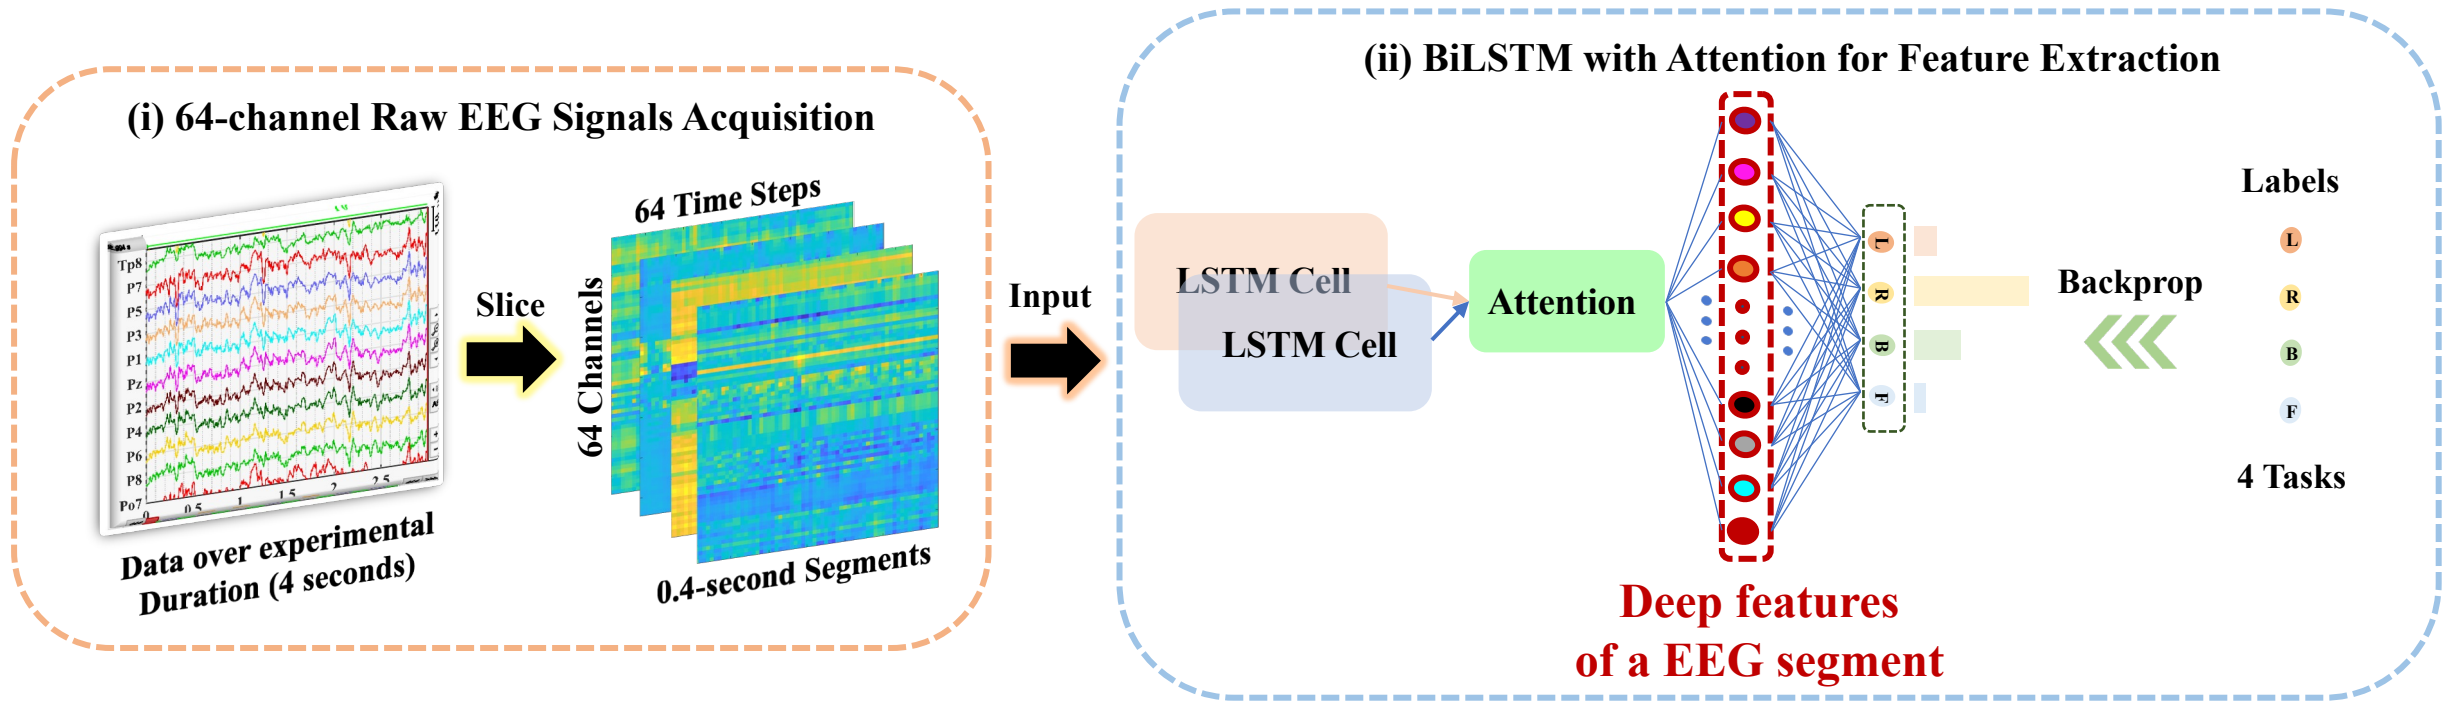 (i) 64-channel Raw EEG Signals Acquisition
Tp8
P7
P5
P3
P1
Pz
P2
P4
P6
P8
Po7
0 0.5 1 1.5 2 2.5
Data over experimental
Duration (4 seconds)
Slice
64 Time Steps
64 Channels
0.4-second Segments
Input
(ii) BiLSTM with Attention for Feature Extraction
LSTM Cell
LSTM Cell
Attention
Deep features
of a EEG segment
L
R
B
F
Backprop
Labels
L
R
B
F
4 Tasks